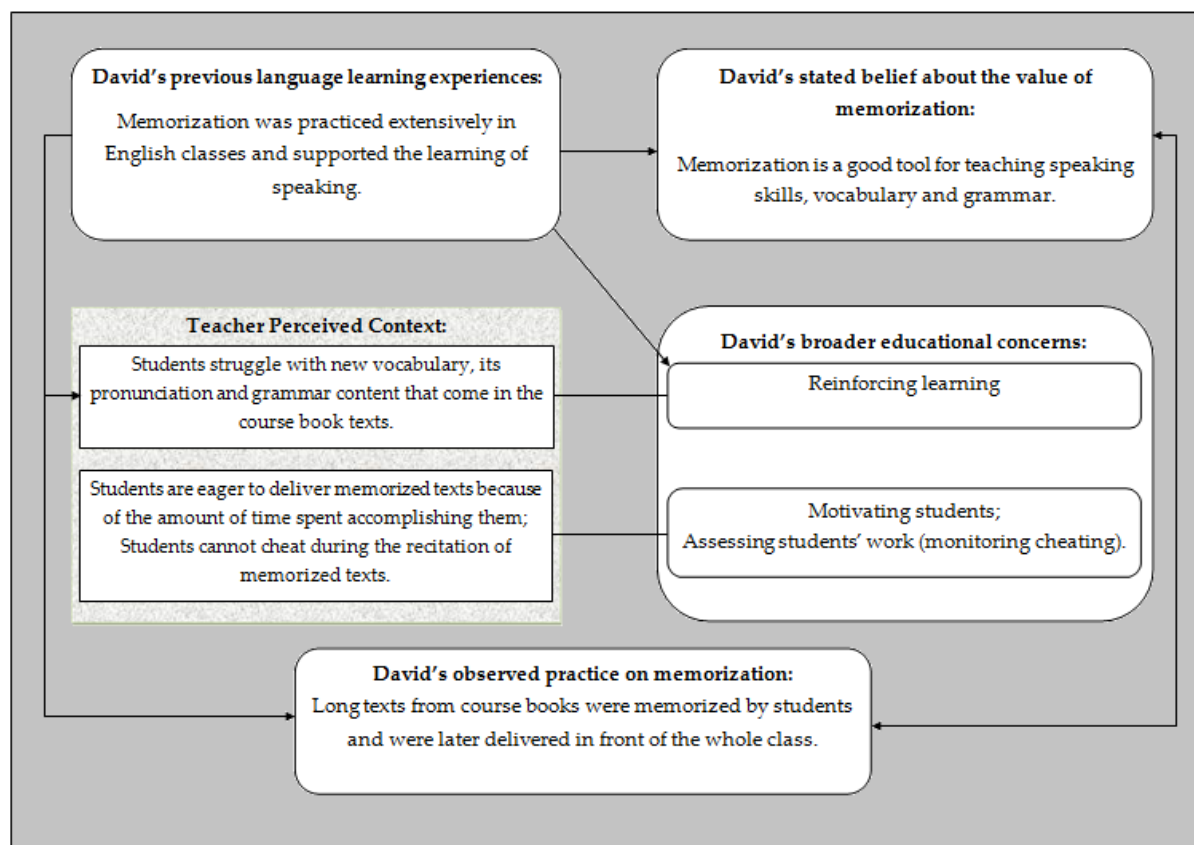 David's previous language learning experiences:
Memorization was practiced extensively in
English classes and supported the learning of
speaking.
David's stated belief about the value of
memorization:
Memorization is a good tool for teaching speaking
skills, vocabulary and grammar.
Teacher Perceived Context:
Students struggle with new vocabulary, its
pronunciation and grammar content that come in the
course book texts.
Students are eager to deliver memorized texts because
of the amount of time spent accomplishing them;
Students cannot cheat during the recitation of
memorized texts.
David's broader educational concerns:
Reinforcing learning
Motivating students;
Assessing students' work (monitoring cheating).
David's observed practice on memorization:
Long texts from course books were memorized by students
and were later delivered in front of the whole class.